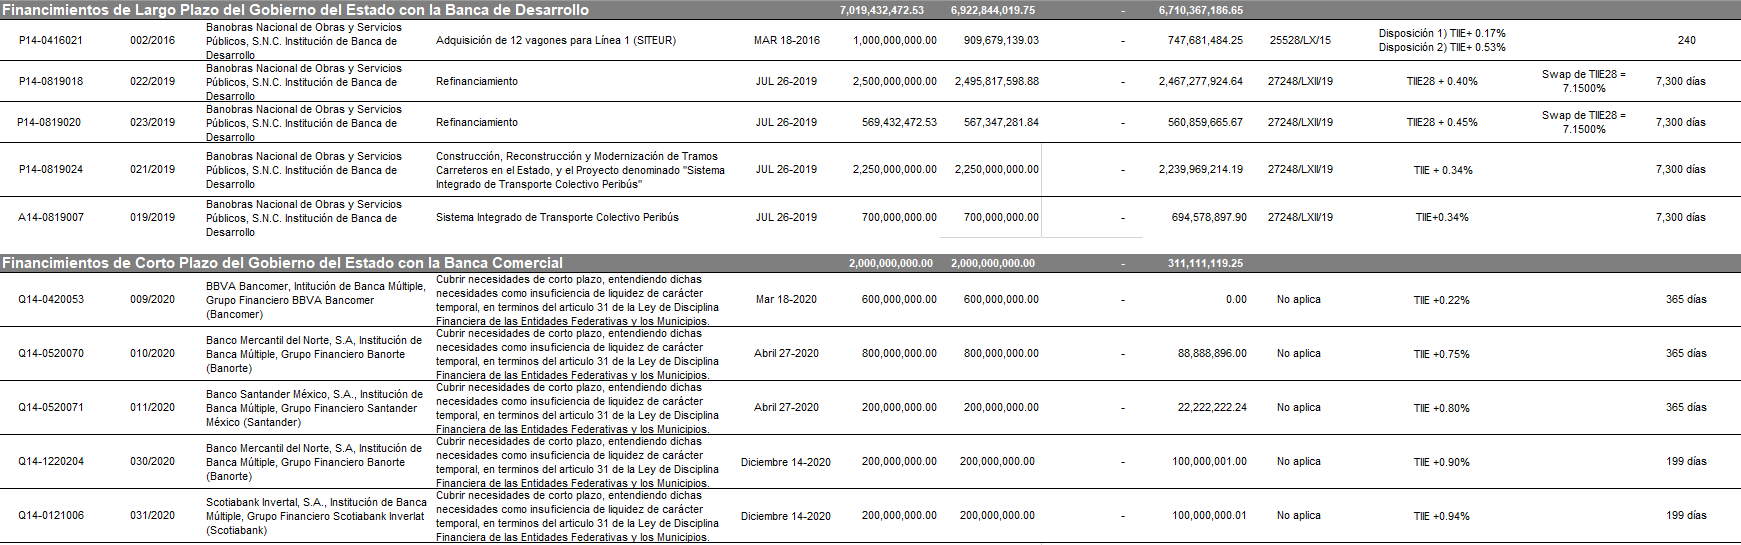 Financimientos de Largo Plazo del Gobierno del Estado con la Banca de Desarrollo 7,019,432,472.53 6,922,844,019.75 - 6,710,367,186.65
P14-0416021 002/2016 Banobras Nacional de Obras y Servicios Públicos, S.N.C. Institución de Banca de Desarrollo Adquisición de 12 vagones para Línea 1 (SITEUR) MAR 18-2016 1,000,000,000.00 909,679,139.03 - 747,681,484.25 25528/LX/15 Disposición 1) TIIE+ 0.17% Disposición 2) TIIE+ 0.53% 240
P14-0819018 022/2019 Banobras Nacional de Obras y Servicios Públicos, S.N.C. Institución de Banca de Desarrollo Refinanciamiento JUL 26-2019 2,500,000,000.00 2,495,817,598.88 - 2,467,277,924.64 27248/LXII/19 TIIE28 + 0.40% Swap de TIIE28 = 7.1500% 7,300 días
P14-0819020 023/2019 Banobras Nacional de Obras y Servicios Públicos, S.N.C. Institución de Banca de Desarrollo Refinanciamiento JUL 26-2019 569,432,472.53 567,347,281.84 - 560,859,665.67 27248/LXII/19 TIIE28 + 0.45% Swap de TIIE28 = 7.1500% 7,300 días
P14-0819024 021/2019 Banobras Nacional de Obras y Servicios Públicos, S.N.C. Institución de Banca de Desarrollo Construcción, Reconstrucción y Modernización de Tramos Carreteros en el Estado, y el Proyecto denominado "Sistema Integrado de Transporte Colectivo Peribús" JUL 26-2019 2,250,000,000.00 2,250,000,000.00 - 2,239,969,214.19 27248/LXII/19 TIIE + 0.34% 7,300 días
A14-0819007 019/2019 Banobras Nacional de Obras y Servicios Públicos, S.N.C. Institución de Banca de Desarrollo Sistema Integrado de Transporte Colectivo Peribús JUL 26-2019 700,000,000.00 700,000,000.00 - 694,578,897.90 27248/LXII/19 TIIE+0.34% 7,300 días
Financimientos de Corto Plazo del Gobierno del Estado con la Banca Comercial 2,000,000,000.00 2,000,000,000.00 - 311,111,119.25
Q14-0420053 009/2020 BBVA Bancomer, Intitución de Banca Múltiple, Grupo Financiero BBVA Bancomer (Bancomer) Cubrir necesidades de corto plazo, entendiendo dichas necesidades como insuficiencia de liquidez de carácter temporal, en terminos del articulo 31 de la Ley de Disciplina Financiera de las Entidades Federativas y los Municipios. Mar 18-2020 600,000,000.00 600,000,000.00 - 0.00 No aplica TIIE +0.22% 365 días
Q14-0520070 010/2020 Banco Mercantil del Norte, S.A, Institución de Banca Múltiple, Grupo Financiero Banorte (Banorte) Cubrir necesidades de corto plazo, entendiendo dichas necesidades como insuficiencia de liquidez de carácter temporal, en terminos del articulo 31 de la Ley de Disciplina Financiera de las Entidades Federativas y los Municipios. Abril 27-2020 800,000,000.00 800,000,000.00 - 88,888,896.00 No aplica TIIE +0.75% 365 días
Q14-0520071 011/2020 Banco Santander México, S.A., Institución de Banca Múltiple, Grupo Financiero Santander México (Santander) Cubrir necesidades de corto plazo, entendiendo dichas necesidades como insuficiencia de liquidez de carácter temporal, en terminos del articulo 31 de la Ley de Disciplina Financiera de las Entidades Federativas y los Municipios. Abril 27-2020 200,000,000.00 200,000,000.00 - 22,222,222.24 No aplica TIIE +0.80% 365 días
Q14-1220204 030/2020 Banco Mercantil del Norte, S.A, Institución de Banca Múltiple, Grupo Financiero Banorte (Banorte) Cubrir necesidades de corto plazo, entendiendo dichas necesidades como insuficiencia de liquidez de carácter temporal, en terminos del articulo 31 de la Ley de Disciplina Financiera de las Entidades Federativas y los Municipios. Diciembre 14-2020 200,000,000.00 200,000,000.00 - 100,000,001.00 No aplica TIIE +0.90% 199 días
Q14-0121006 031/2020 Scotiabank Invertal, S.A., Institución de Banca Múltiple, Grupo Financiero Scotiabank Inverlat (Scotiabank) Cubrir necesidades de corto plazo, entendiendo dichas necesidades como insuficiencia de liquidez de carácter temporal, en terminos del articulo 31 de la Ley de Disciplina Financiera de las Entidades Federativas y los Municipios. Diciembre 14-2020 200,000,000.00 200,000,000.00 - 100,000,000.01 No aplica TIIE +0.94% 199 días